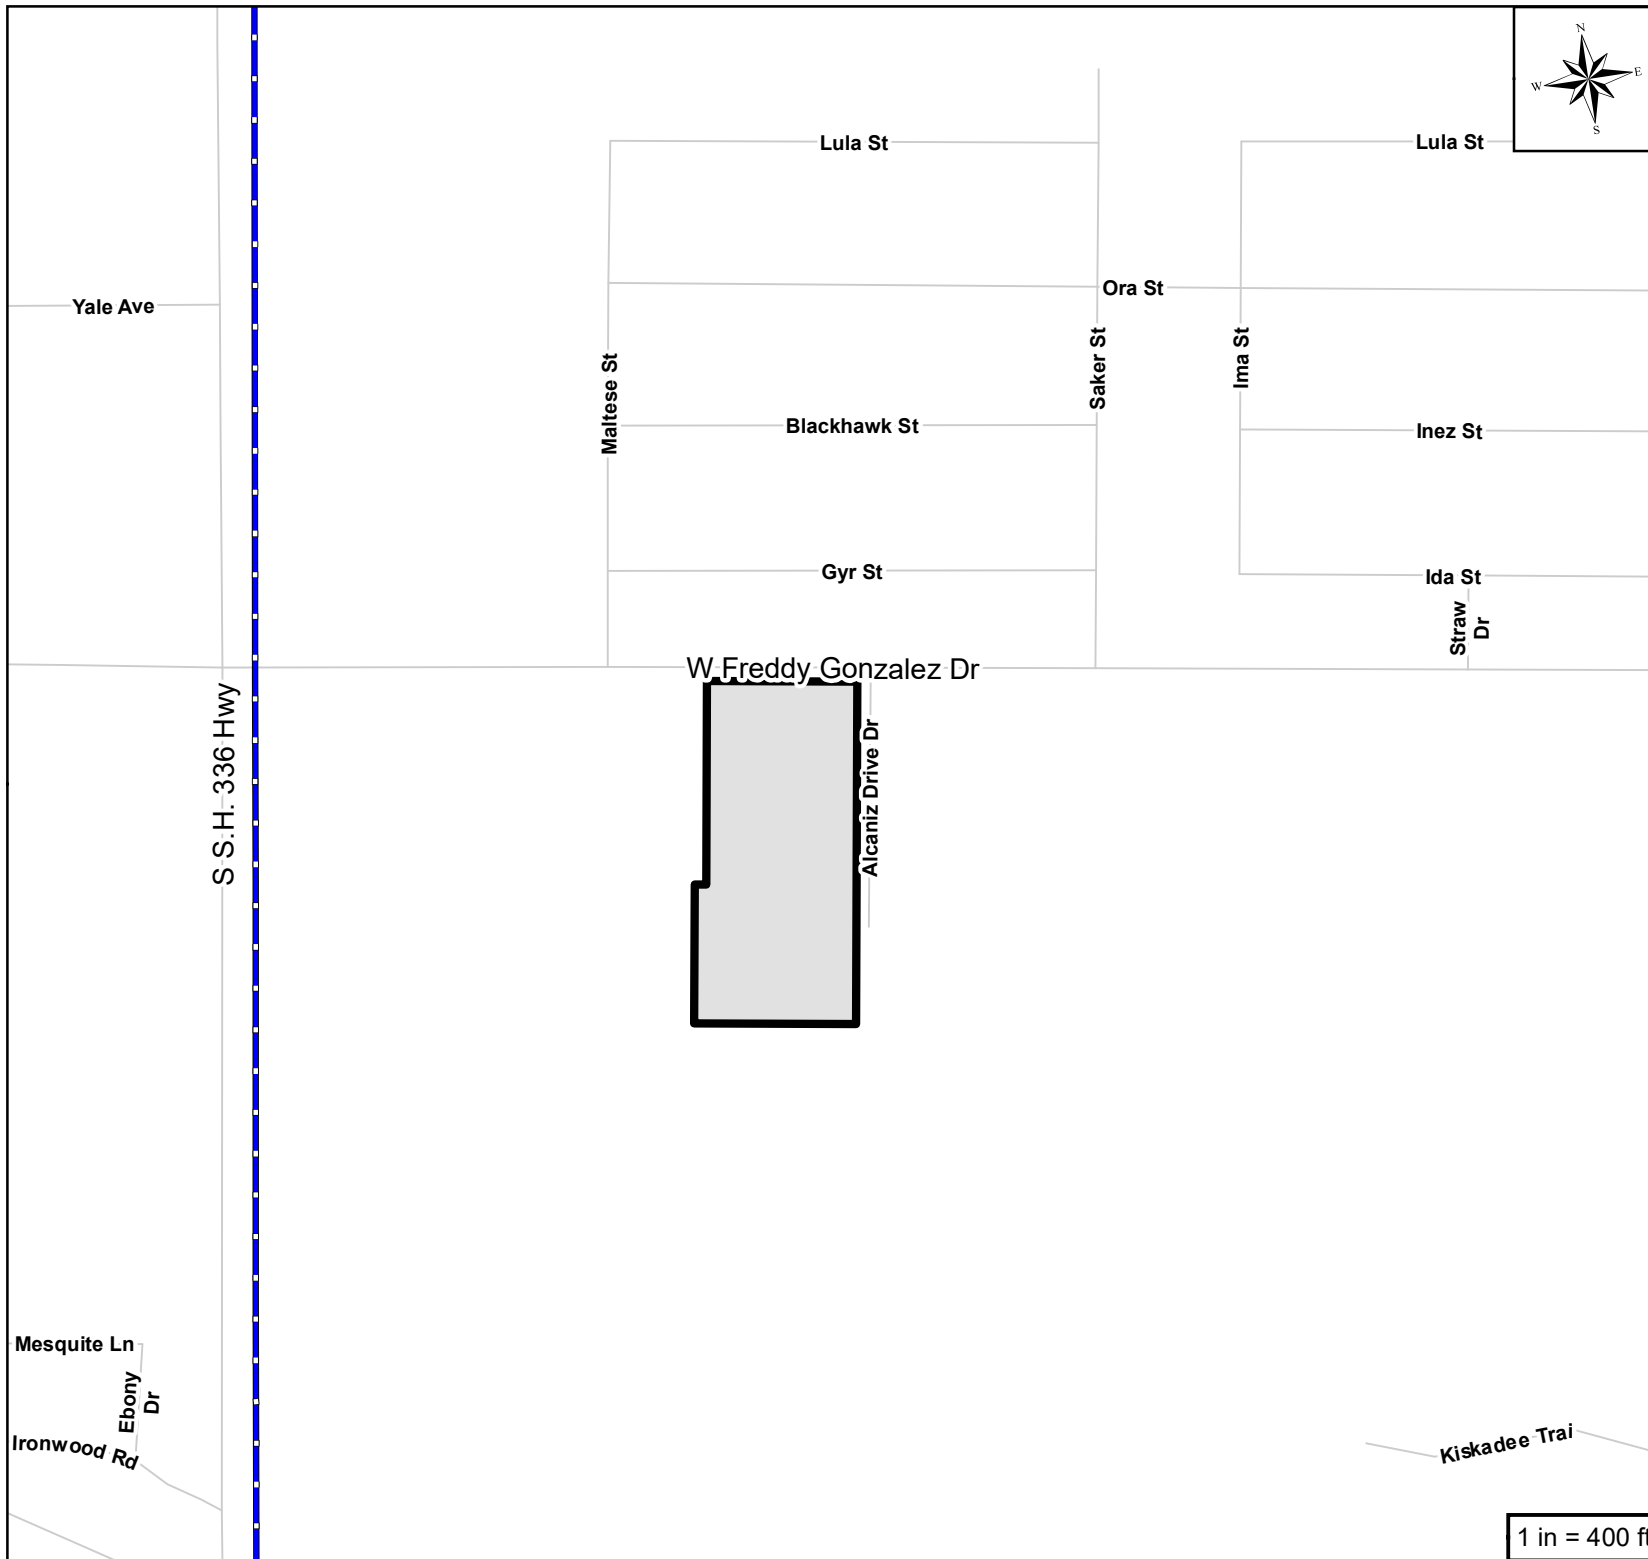 N
W
E
S
Lula St
Lula St
Ora St
Yale Ave
Maltese St
Saker St
Ima St
Blackhawk St
Inez St
Gyr St
Ida St
Straw
Dr
W Freddy Gonzalez Dr
S S.H. 336 Hwy
Alcaniz Drive Dr
Mesquite Ln
Ebony
Dr
Ironwood Rd
Kiskadee Trai
1 in = 400 ft